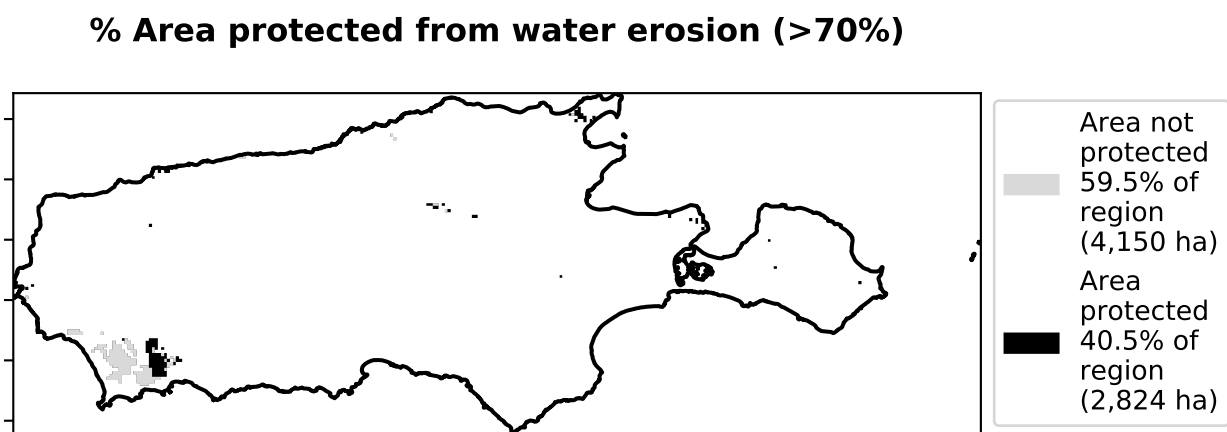 % Area protected from water erosion (>70%)
Area not
protected
59.5% of
region
(4,150 ha)
Area
protected
40.5% of
region
(2,824 ha)